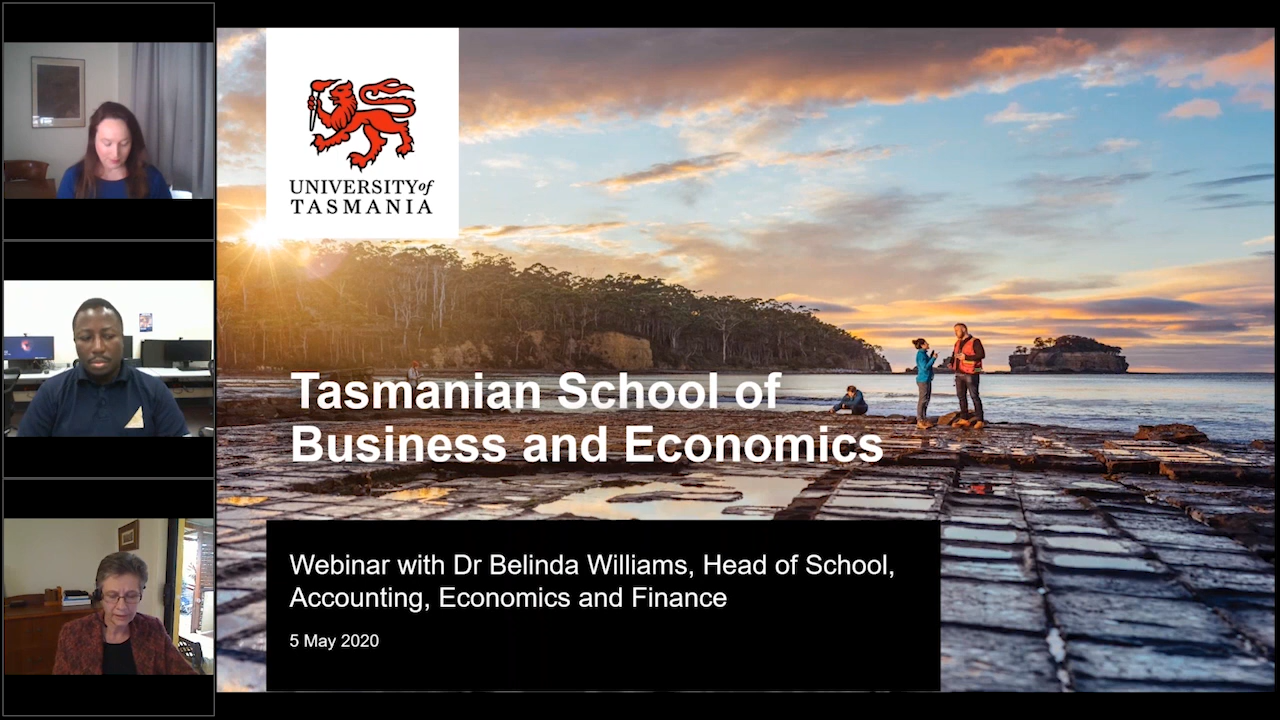 UNIVERSITY of
TASMANIA
Tasmanian School of
Business and Economics
Webinar with Dr Belinda Williams, Head of School,
Accounting, Economics and Finance
5 May 2020